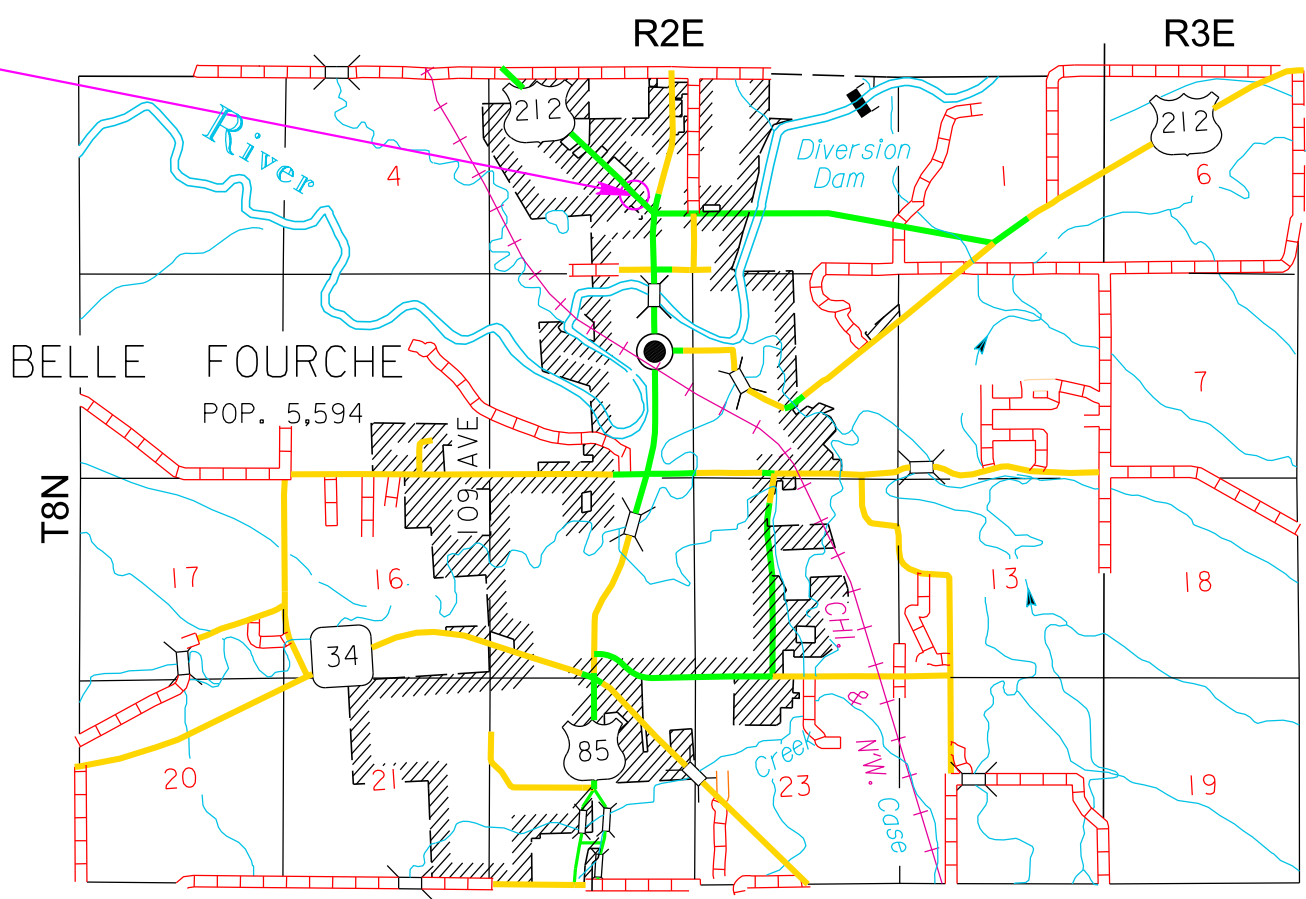 R2E
R3E
212
212
River
Diversion
Dam
4
1
6
BELLE FOURCHE
POP. 5,594
7
109 AVE
T8N
17
16
13
18
CHI.
34
&
85
NW.
Creek
Case
20
21
23
19